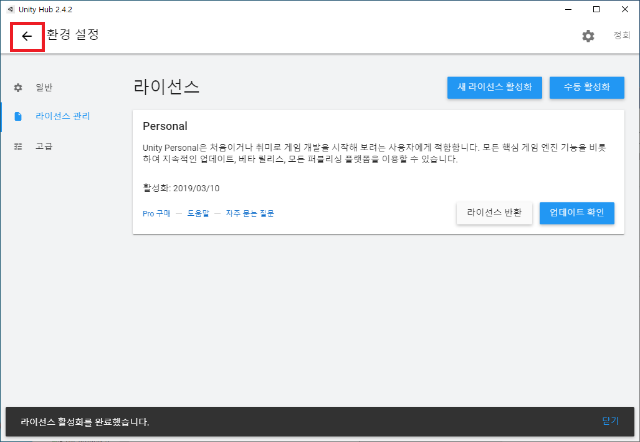 Unity Hub 2.4.2
환경 설정
정회
일반
라이선스 관리
고급
라이선스
새 라이선스 활성화
수동 활성화
Personal
Unity Personal은 처음이거나 취미로 게임 개발을 시작해 보려는 사용자에게 적합합니다. 모든 핵심 게임 엔진 기능을 비롯
하여 지속적인 업데이트, 베타 릴리스, 모든 퍼블리싱 플랫폼을 이용할 수 있습니다.
활성화: 2019/03/10
Pro 구매 — 도움말 — 자주 묻는 질문
라이선스 반환
업데이트 확인
라이선스 활성화를 완료했습니다.
닫기